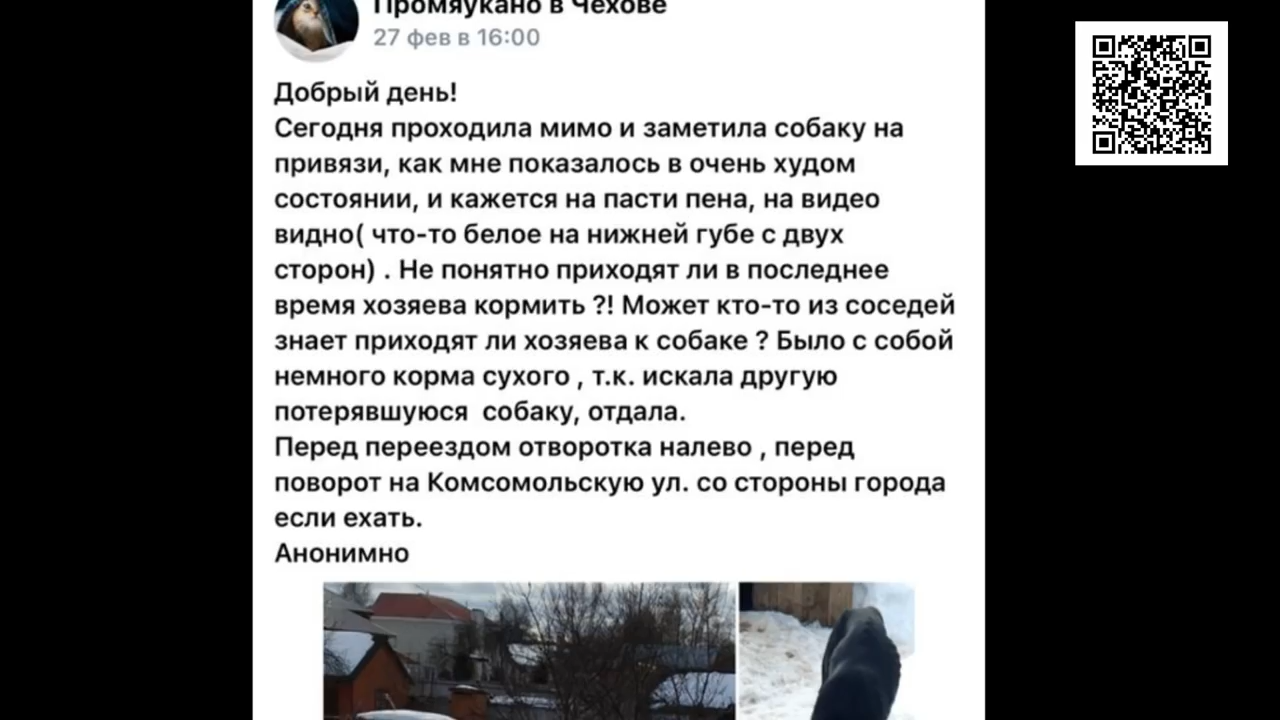 Промяукано в Чехове
27 фев в 16:00
Добрый день!
Сегодня проходила мимо и заметила собаку на
привязи, как мне показалось в очень худом
состоянии, и кажется на пасти пена, на видео
видно( что-то белое на нижней губе с двух
сторон) . Не понятно приходят ли в последнее
время хозяева кормить ?! Может кто-то из соседей
знает приходят ли хозяева к собаке ? Было с собой
немного корма сухого , т.к. искала другую
потерявшуюся  собаку, отдала.
Перед переездом отворотка налево , перед
поворот на Комсомольскую ул. со стороны города
если ехать.
Анонимно